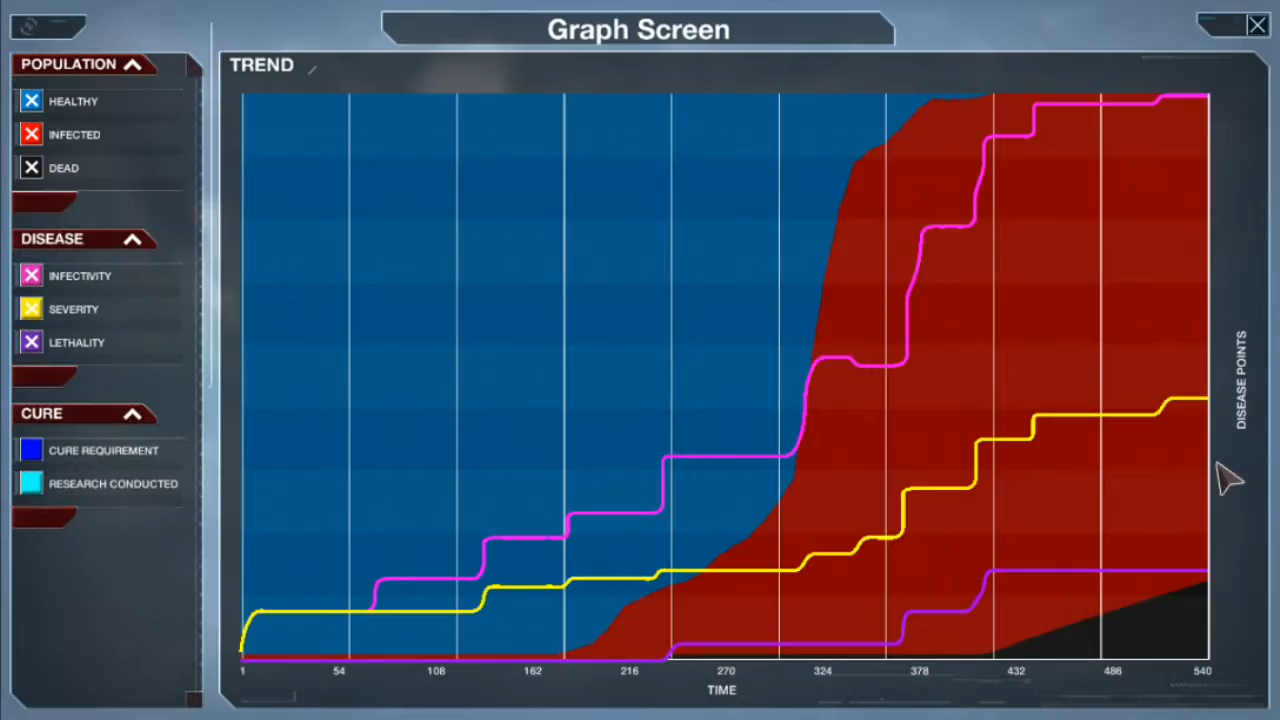 Graph Screen
POPULATION
HEALTHY
INFECTED
DEAD
DISEASE
INFECTIVITY
SEVERITY
LETHALITY
CURE
CURE REQUIREMENT
RESEARCH CONDUCTED
TREND
DISEASE POINTS
1 54 108 162 216 270 324 378 432 486 540
TIME